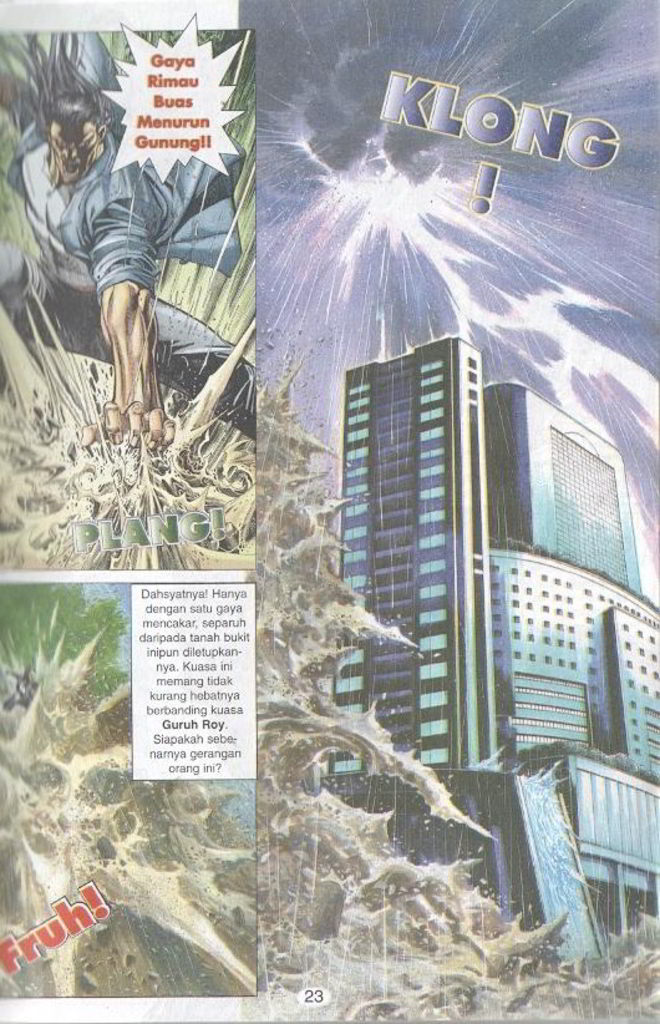 Gaya
Rimau
Buas
Menurun
Gunung!!
PLANG!
Dahsyatnya! Hanya
dengan satu gaya
mencakar, separuh
daripada tanah bukit
inipun diletupkan-
nya. Kuasa ini
memang tidak
kurang hebatnya
berbanding kuasa
Guruh Roy.
Siapakah sebe-
narnya gerangan
orang ini?
Fruh!
KLONG
!
23